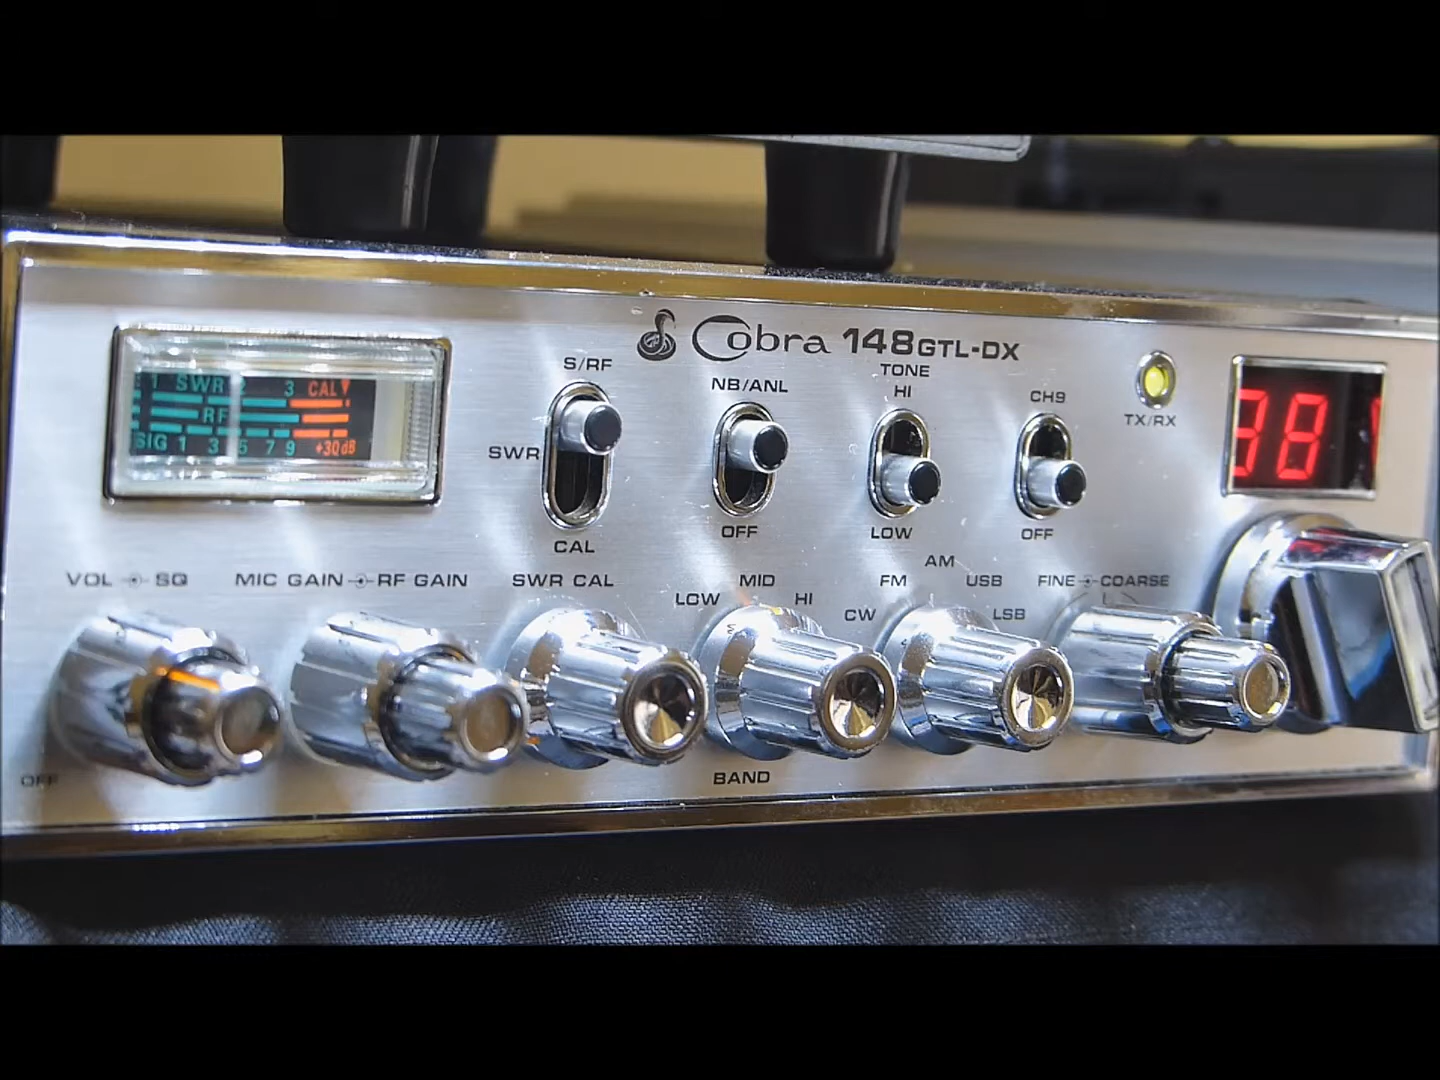 Cobra 148GTL-DX
S/RF
SWR
CAL
NB/ANL
OFF
TONE
HI
LOW
CH9
OFF
TX/RX
38
1 SWR 2 3 CAL
RF
SIG 1 3 5 7 9 +30dB
VOL SQ
MIC GAIN RF GAIN
SWR CAL
LOW MID HI
CW FM AM USB LSB
FINE COARSE
OFF
BAND